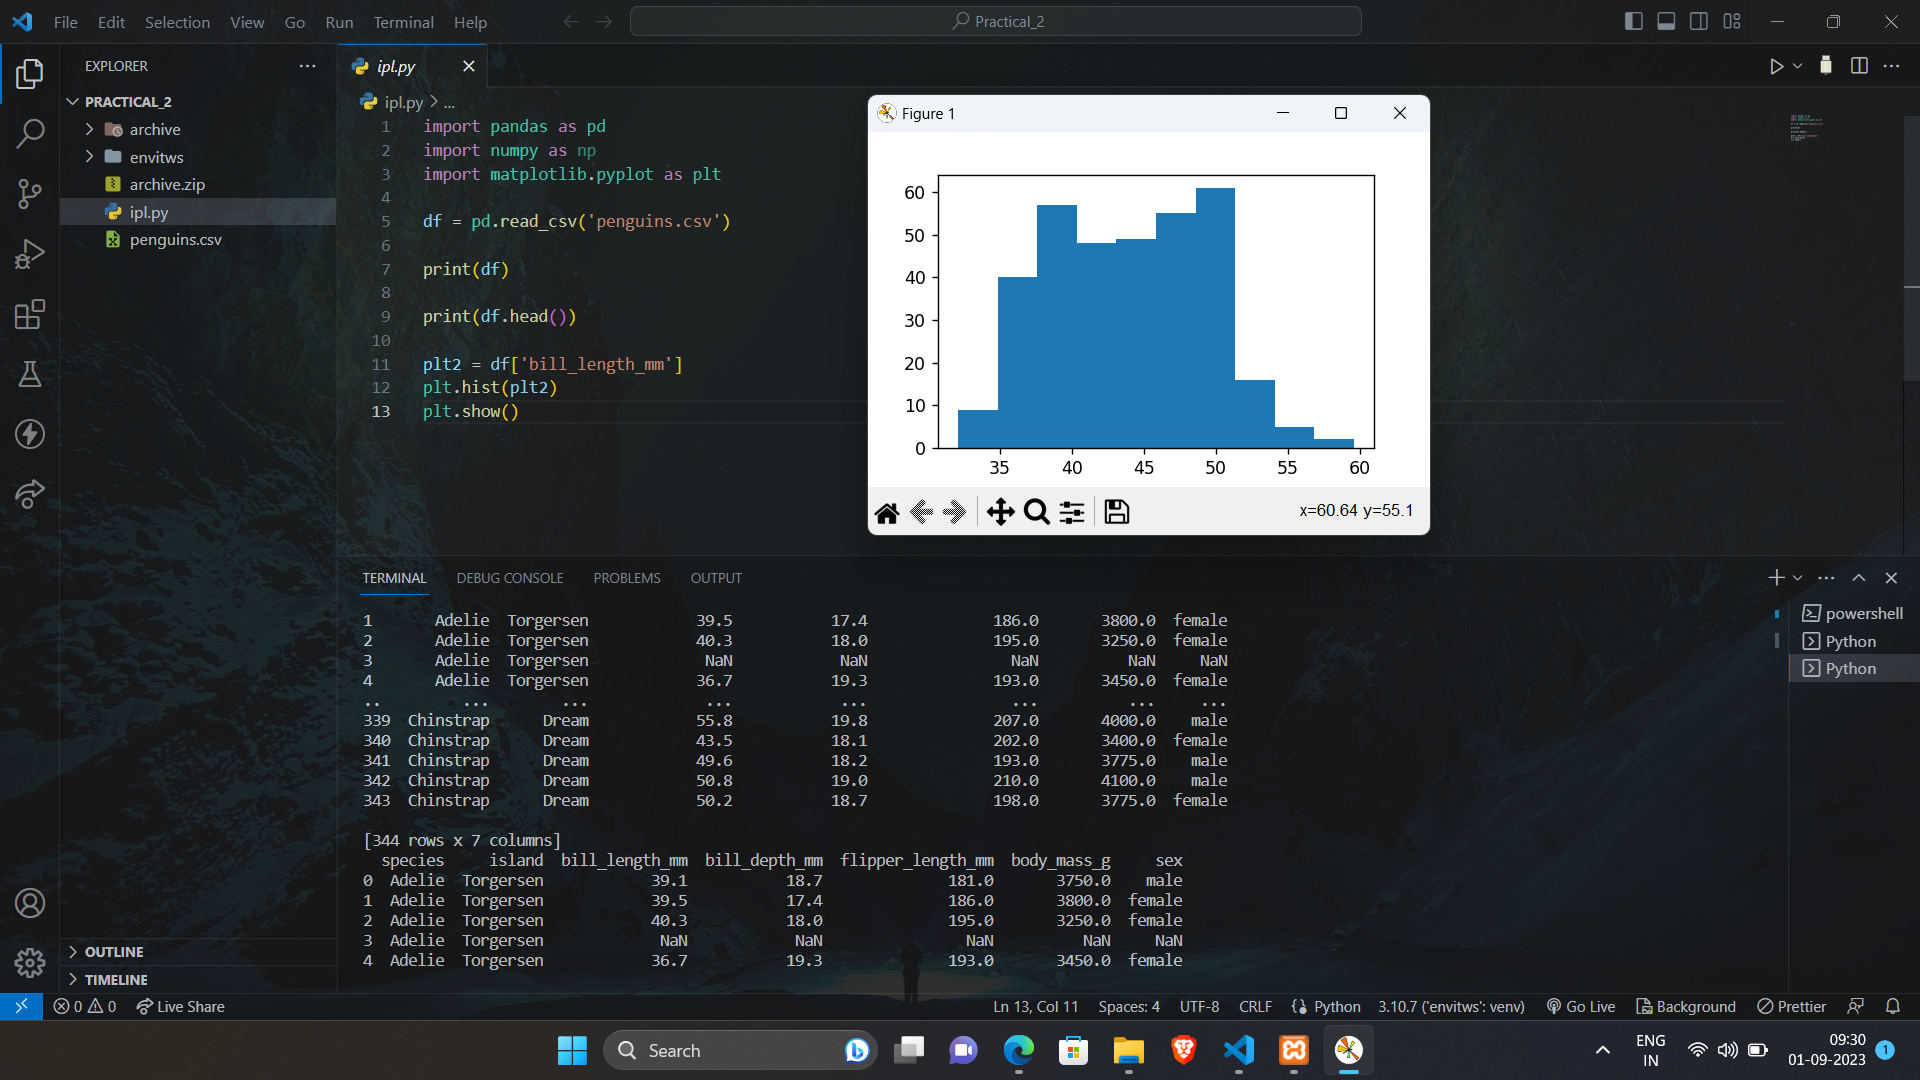 File Edit Selection View Go Run Terminal Help
Practical_2
EXPLORER
PRACTICAL_2
archive
envitws
archive.zip
ipl.py
penguins.csv
OUTLINE
TIMELINE
ipl.py
ipl.py > ...
1 import pandas as pd
2 import numpy as np
3 import matplotlib.pyplot as plt
4
5 df = pd.read_csv('penguins.csv')
6
7 print(df)
8
9 print(df.head())
10
11 plt2 = df['bill_length_mm']
12 plt.hist(plt2)
13 plt.show()
Figure 1
60
50
40
30
20
10
0
35 40 45 50 55 60
x=60.64 y=55.1
TERMINAL DEBUG CONSOLE PROBLEMS OUTPUT
1 Adelie Torgersen 39.5 17.4 186.0 3800.0 female
2 Adelie Torgersen 40.3 18.0 195.0 3250.0 female
3 Adelie Torgersen NaN NaN NaN NaN NaN
4 Adelie Torgersen 36.7 19.3 193.0 3450.0 female
.. ... ... ... ... ... ... ...
339 Chinstrap Dream 55.8 19.8 207.0 4000.0 male
340 Chinstrap Dream 43.5 18.1 202.0 3400.0 female
341 Chinstrap Dream 49.6 18.2 193.0 3775.0 male
342 Chinstrap Dream 50.8 19.0 210.0 4100.0 male
343 Chinstrap Dream 50.2 18.7 198.0 3775.0 female
[344 rows x 7 columns]
species island bill_length_mm bill_depth_mm flipper_length_mm body_mass_g sex
0 Adelie Torgersen 39.1 18.7 181.0 3750.0 male
1 Adelie Torgersen 39.5 17.4 186.0 3800.0 female
2 Adelie Torgersen 40.3 18.0 195.0 3250.0 female
3 Adelie Torgersen NaN NaN NaN NaN NaN
4 Adelie Torgersen 36.7 19.3 193.0 3450.0 female
powershell
Python
Python
0 0 Live Share
Ln 13, Col 11 Spaces: 4 UTF-8 CRLF Python 3.10.7 ('envitws': venv) Go Live Background Prettier
Search
ENG
IN
09:30
01-09-2023
1